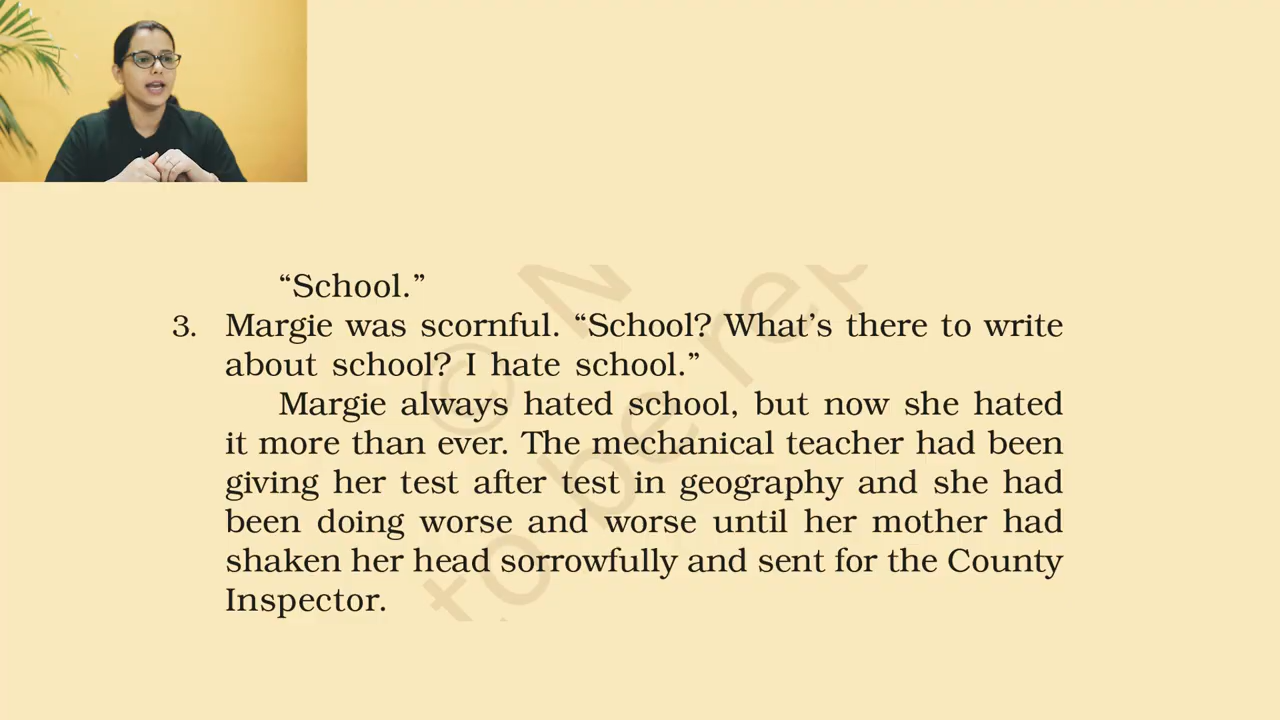 “School.”
3. Margie was scornful. “School? What’s there to write
about school? I hate school.”
Margie always hated school, but now she hated
it more than ever. The mechanical teacher had been
giving her test after test in geography and she had
been doing worse and worse until her mother had
shaken her head sorrowfully and sent for the County
Inspector.
© N
to be rep